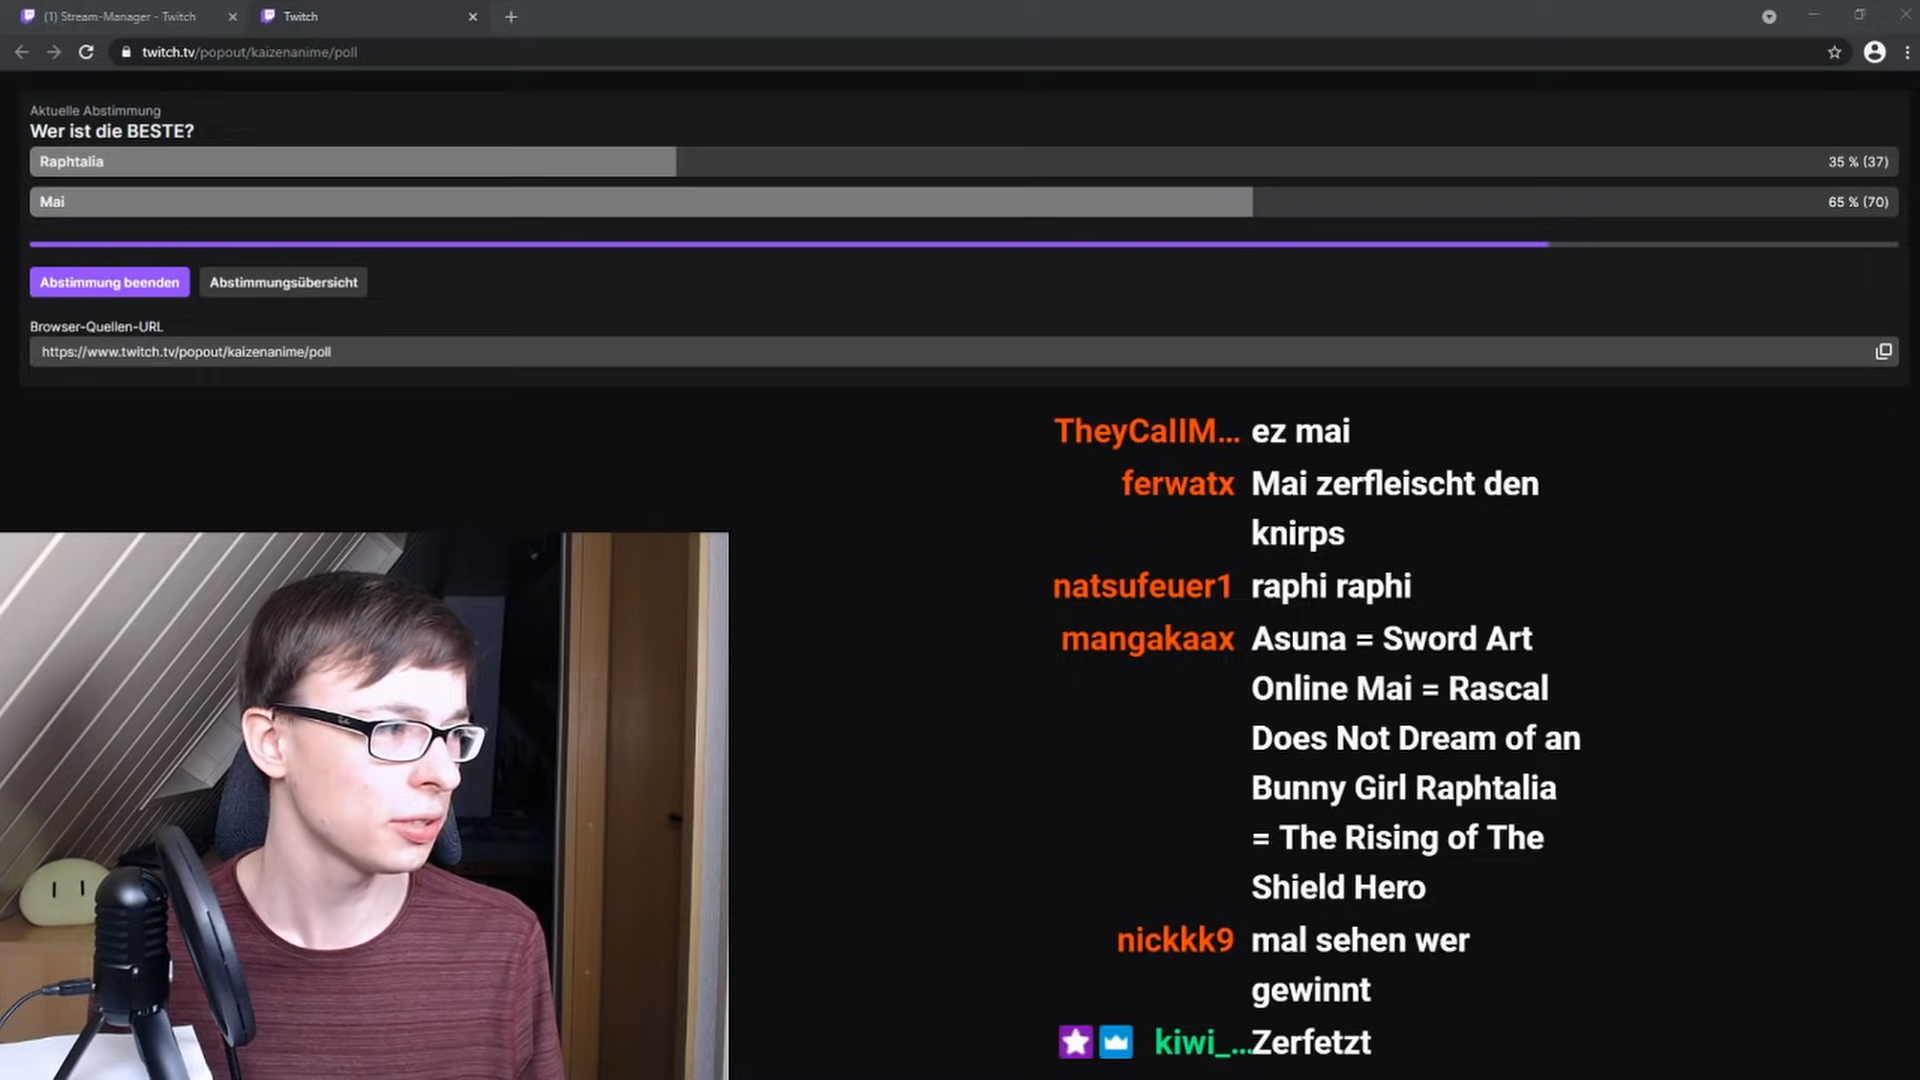 (1) Stream-Manager - Twitch
Twitch
twitch.tv/popout/kaizenanime/poll
Aktuelle Abstimmung
Wer ist die BESTE?
Raphtalia 35 % (37)
Mai 65 % (70)
Abstimmung beenden Abstimmungsübersicht
Browser-Quellen-URL
https://www.twitch.tv/popout/kaizenanime/poll
TheyCallM... ez mai
ferwatx Mai zerfleischt den
knirps
natsufeuer1 raphi raphi
mangakaax Asuna = Sword Art
Online Mai = Rascal
Does Not Dream of an
Bunny Girl Raphtalia
= The Rising of The
Shield Hero
nickkk9 mal sehen wer
gewinnt
kiwi_... Zerfetzt